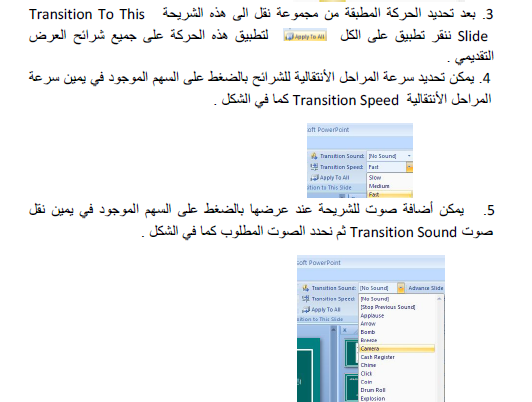 3. بعد تحديد الحركة المطبقة من مجموعة نقل الى هذه الشريحة Transition To This
Slide ننقر تطبيق على الكل Apply To All لتطبيق هذه الحركة على جميع شرائح العرض
التقديمي .
4. يمكن تحديد سرعة المراحل الأنتقالية للشرائح بالضغط على السهم الموجود في يمين سرعة
المراحل الأنتقالية Transition Speed كما في الشكل .
oft PowerPoint
Transition Sound: [No Sound]
Transition Speed: Fast
Apply To All Slow
ition to This Slide Medium
Fast
5. يمكن أضافة صوت للشريحة عند عرضها بالضغط على السهم الموجود في يمين نقل
صوت Transition Sound ثم نحدد الصوت المطلوب كما في الشكل .
soft PowerPoint
Transition Sound: [No Sound] Advance Slide
Transition Speed: [No Sound]
Apply To All [Stop Previous Sound]
Applause
sition to This Slide Arrow
Bomb
Breeze
Camera
Cash Register
Chime
Click
Coin
Drum Roll
Explosion